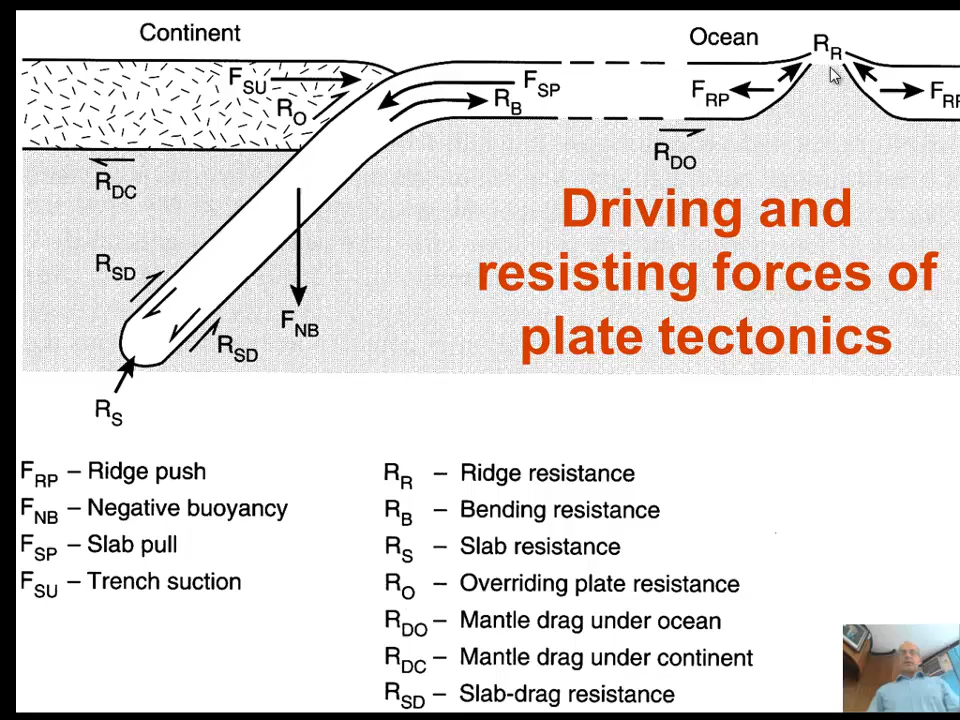 Continent
Ocean
R_R
F_SU
F_SP
F_RP
F_RP
R_O
R_B
R_DO
R_DC
Driving and
resisting forces of
plate tectonics
R_SD
F_NB
R_SD
R_S
F_RP – Ridge push
F_NB – Negative buoyancy
F_SP – Slab pull
F_SU – Trench suction
R_R – Ridge resistance
R_B – Bending resistance
R_S – Slab resistance
R_O – Overriding plate resistance
R_DO – Mantle drag under ocean
R_DC – Mantle drag under continent
R_SD – Slab-drag resistance